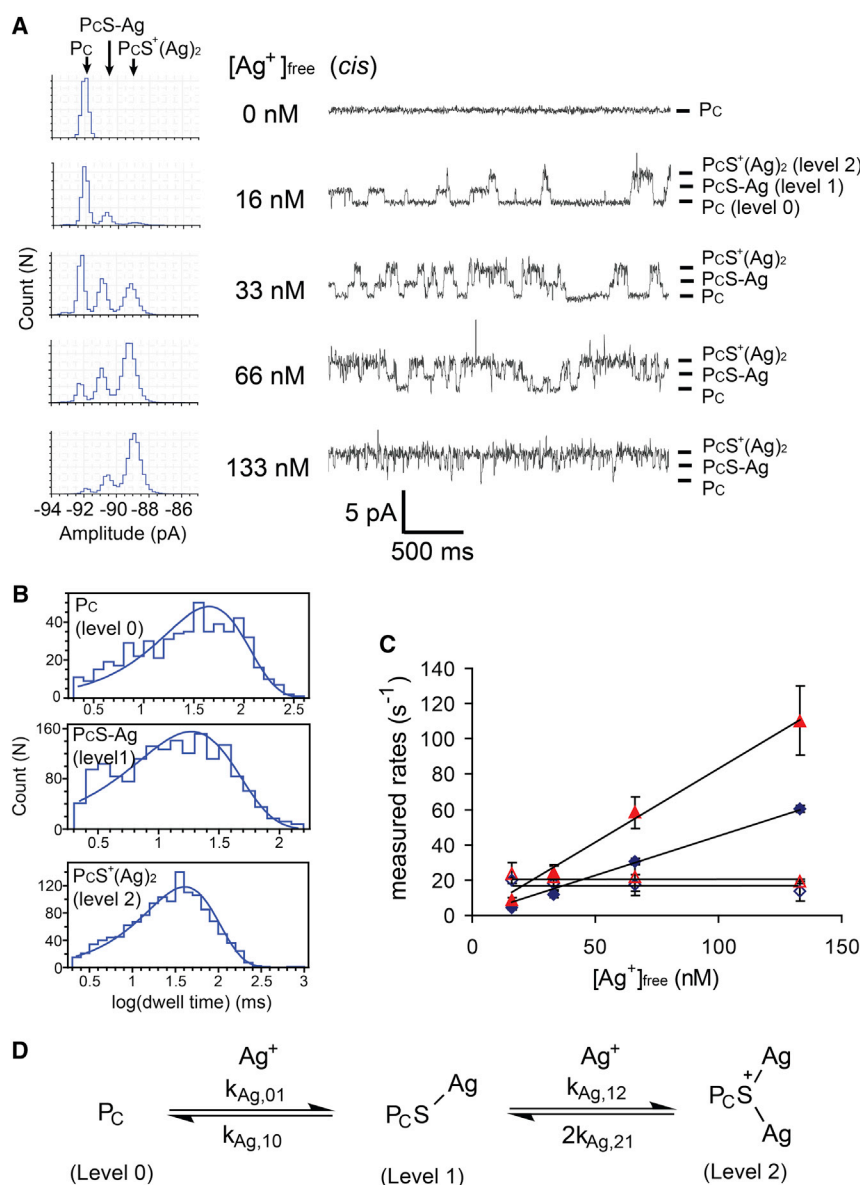 A
PcS-Ag
Pc PcS⁺(Ag)₂
[Ag⁺]free (cis)
0 nM
Pc
16 nM
PcS⁺(Ag)₂ (level 2)
PcS-Ag (level 1)
Pc (level 0)
33 nM
PcS⁺(Ag)₂
PcS-Ag
Pc
66 nM
PcS⁺(Ag)₂
PcS-Ag
Pc
133 nM
PcS⁺(Ag)₂
PcS-Ag
Pc
Count (N)
-94 -92 -90 -88 -86
Amplitude (pA)
5 pA
500 ms
B
Pc
(level 0)
40
20
0
0.5 1 1.5 2 2.5
PcS-Ag
(level1)
160
80
0
0.5 1 1.5 2
PcS⁺(Ag)₂
(level 2)
120
80
40
0
0.5 1 1.5 2 2.5 3
Count (N)
log(dwell time) (ms)
C
measured rates (s⁻¹)
140
120
100
80
60
40
20
0
0 50 100 150
[Ag⁺]free (nM)
D
Ag⁺ Ag⁺
kAg,01 kAg,12
kAg,10 2kAg,21
Pc
(Level 0)
Ag
PcS
(Level 1)
Ag
PcS⁺
Ag
(Level 2)